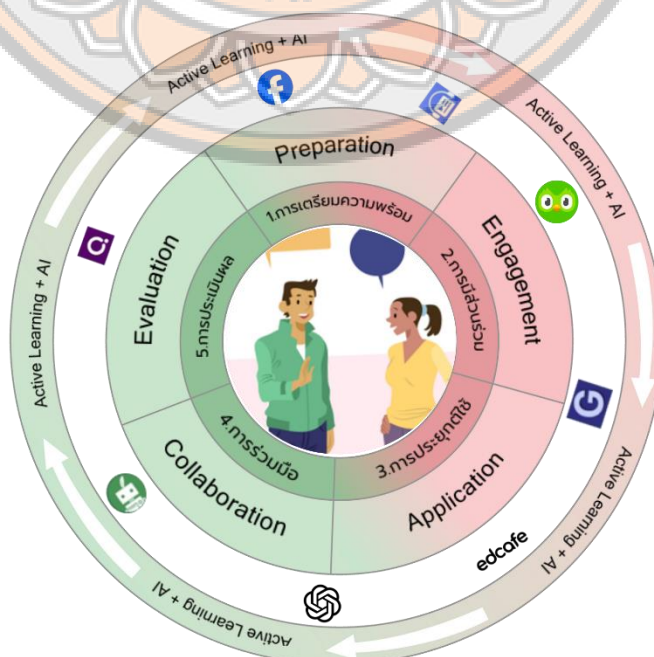 Active Learning + AI
Active Learning + AI
Active Learning + AI
Active Learning + AI
Active Learning + AI
Preparation
1.การเตรียมความพร้อม
Engagement
2.การมีส่วนร่วม
Application
3.การประยุกต์ใช้
Collaboration
4.การร่วมมือ
Evaluation
5.การประเมินผล
f
G
edcafe
Q